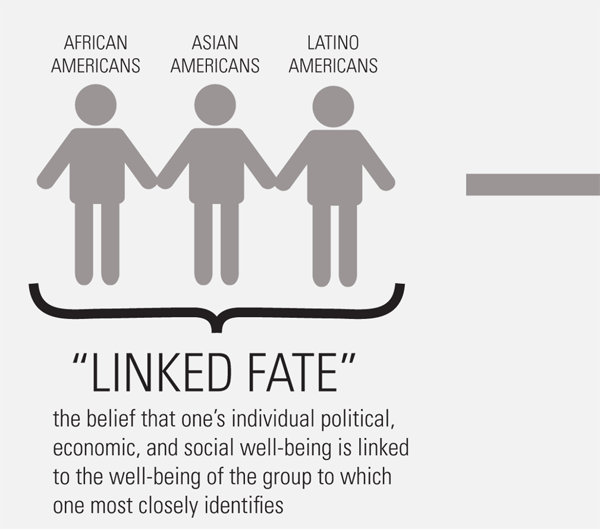 AFRICAN AMERICANS
ASIAN AMERICANS
LATINO AMERICANS
“LINKED FATE”
the belief that one’s individual political,
economic, and social well-being is linked
to the well-being of the group to which
one most closely identifies